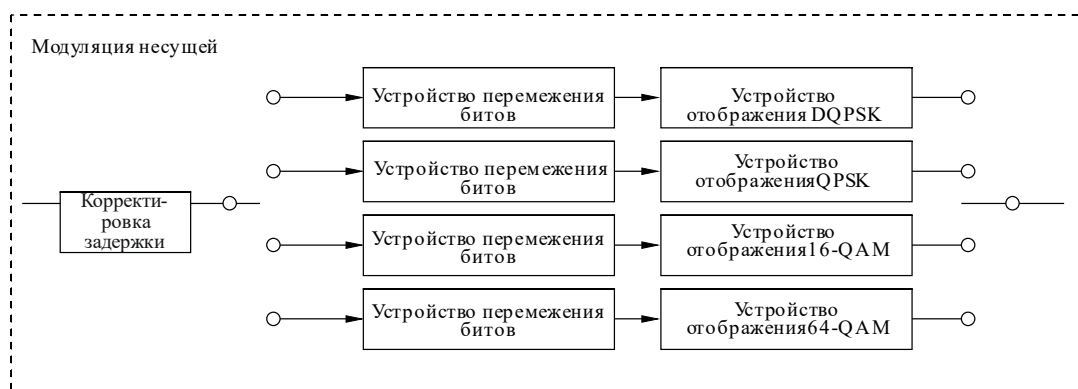 Модуляция несущей
Устройство перемежения
битов
Устройство
отображения DQPSK
Устройство перемежения
битов
Устройство
отображенияQPSK
Корректи-
ровка
задержки
Устройство перемежения
битов
Устройство
отображения16-QAM
Устройство перемежения
битов
Устройство
отображения64-QAM